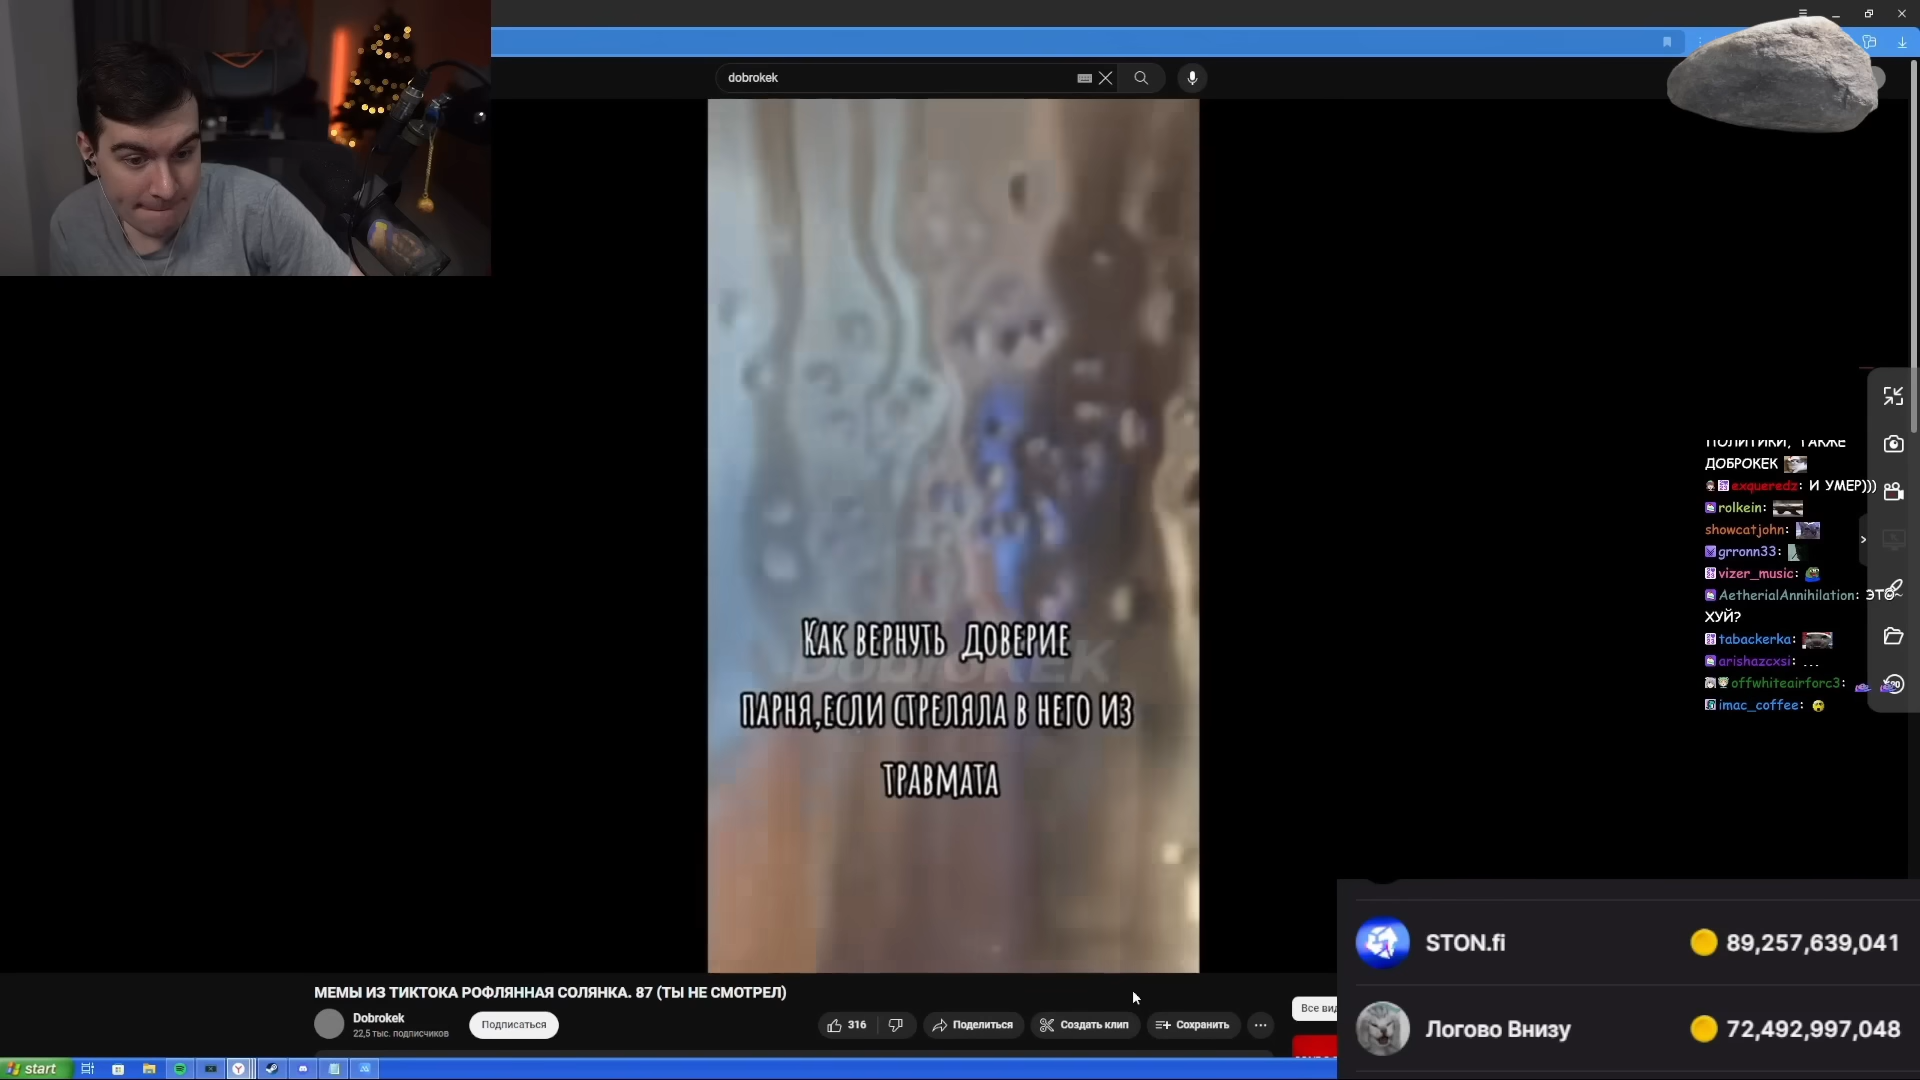 dobrokek
DOBROKEK
КАК ВЕРНУТЬ ДОВЕРИЕ
ПАРНЯ,ЕСЛИ СТРЕЛЯЛА В НЕГО ИЗ
ТРАВМАТА
ПОЛИТИКИ, ТАКЖЕ
ДОБРОКЕК
exqueredz: И УМЕР)))
rolkein:
showcatjohn:
grronn33:
vizer_music:
AetherialAnnihilation: ЭТО
ХУЙ?
tabackerka:
arishazcxsi: ...
offwhiteairforc3:
imac_coffee:
STON.fi 89,257,639,041
Логово Внизу 72,492,997,048
МЕМЫ ИЗ ТИКТОКА РОФЛЯННАЯ СОЛЯНКА. 87 (ТЫ НЕ СМОТРЕЛ)
Dobrokek
22,5 тыс. подписчиков
Подписаться
316
Поделиться
Создать клип
Сохранить
Все вид
start